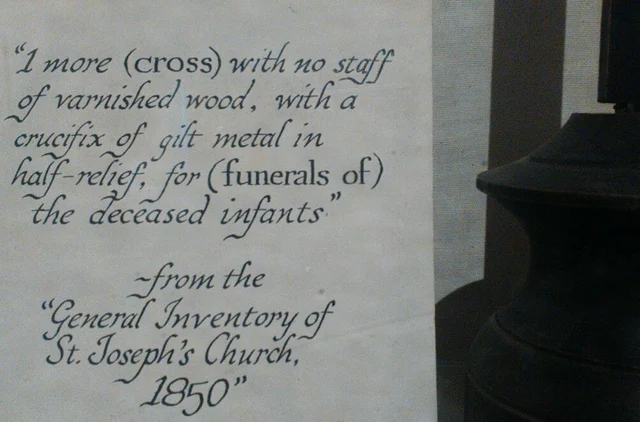 “1 more (cross) with no staff
of varnished wood, with a
crucifix of gilt metal in
half-relief, for (funerals of)
the deceased infants”
~from the
“General Inventory of
St. Joseph's Church,
1850”